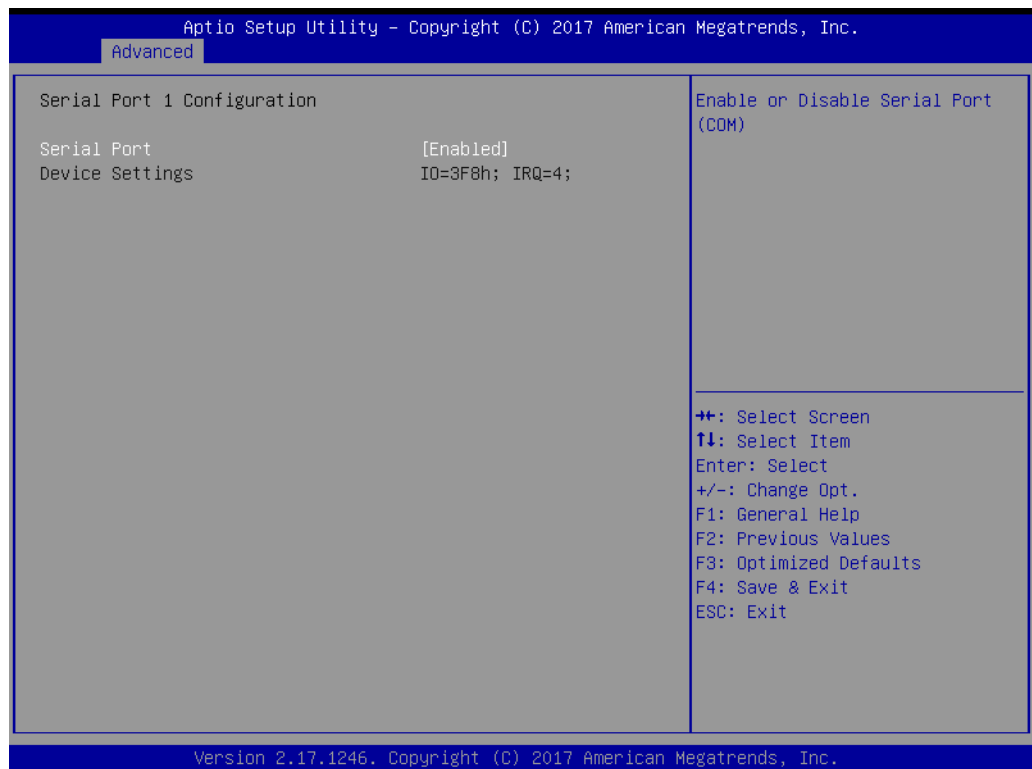 Aptio Setup Utility – Copyright (C) 2017 American Megatrends, Inc.
Advanced
Serial Port 1 Configuration
Serial Port [Enabled]
Device Settings IO=3F8h; IRQ=4;
Enable or Disable Serial Port
(COM)
→←: Select Screen
↑↓: Select Item
Enter: Select
+/-: Change Opt.
F1: General Help
F2: Previous Values
F3: Optimized Defaults
F4: Save & Exit
ESC: Exit
Version 2.17.1246. Copyright (C) 2017 American Megatrends, Inc.